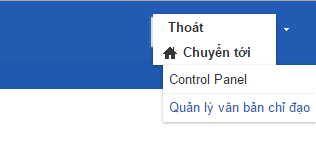 Thoát
Chuyển tới
Control Panel
Quản lý văn bản chỉ đạo